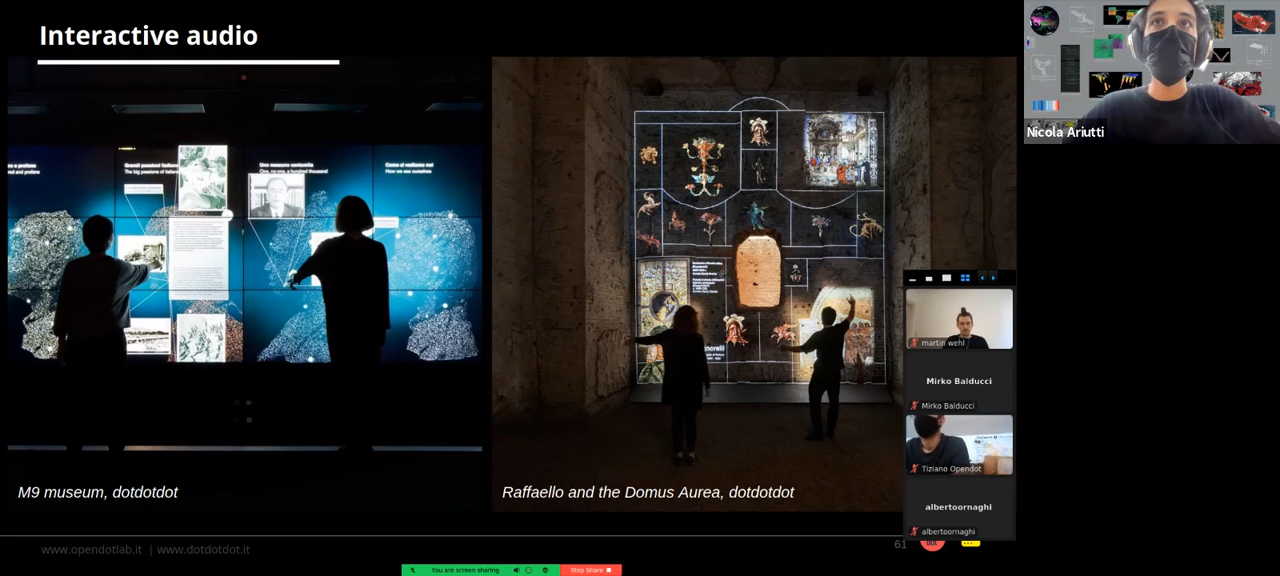 Interactive audio
Grandi passioni italiane
The big passions of Italians
Uno nessuno centomila
One, no-one, a hundred thousand
Come ci vediamo noi
How we see ourselves
M9 museum, dotdotdot
Raffaello and the Domus Aurea, dotdotdot
www.opendotlab.it | www.dotdotdot.it
61
Nicola Ariutti
martin wehl
Mirko Balducci
Mirko Balducci
Tiziano Opendot
albertoornaghi
albertoornaghi
You are screen sharing
Stop Share